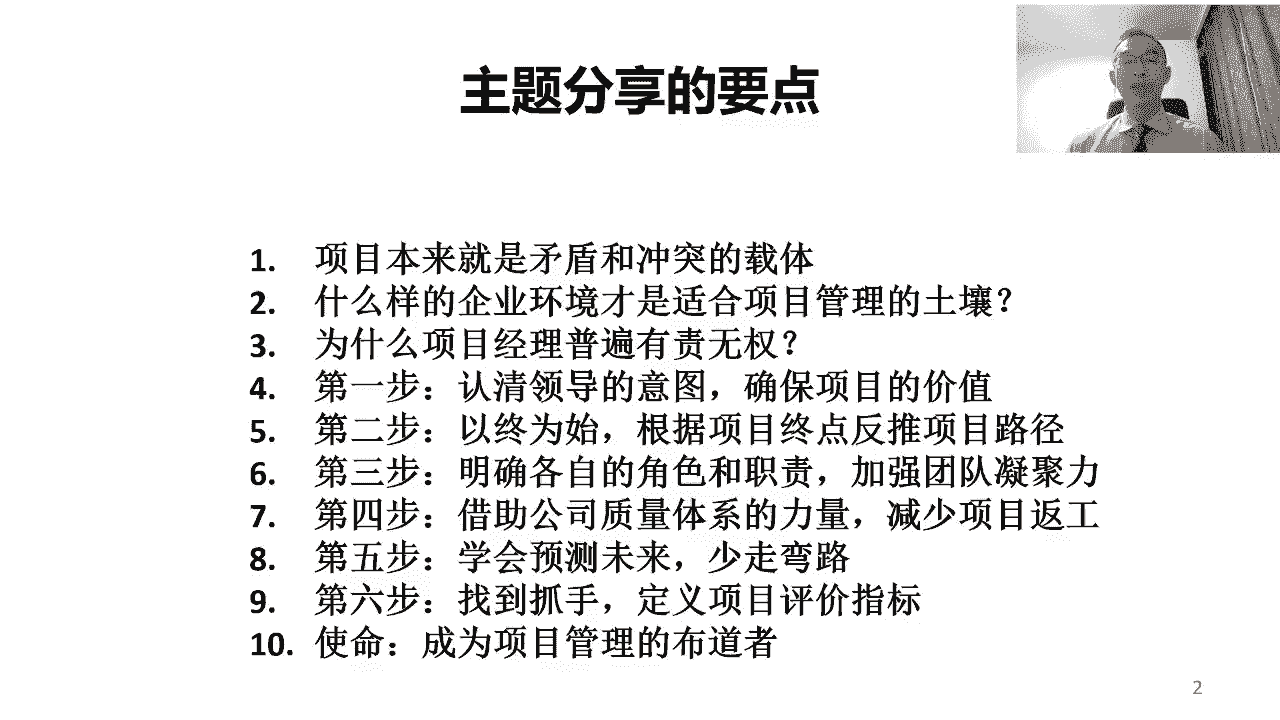 主题分享的要点
1. 项目本来就是矛盾和冲突的载体
2. 什么样的企业环境才是适合项目管理的土壤？
3. 为什么项目经理普遍有责无权？
4. 第一步：认清领导的意图，确保项目的价值
5. 第二步：以终为始，根据项目终点反推项目路径
6. 第三步：明确各自的角色和职责，加强团队凝聚力
7. 第四步：借助公司质量体系的力量，减少项目返工
8. 第五步：学会预测未来，少走弯路
9. 第六步：找到抓手，定义项目评价指标
10. 使命：成为项目管理的布道者
2